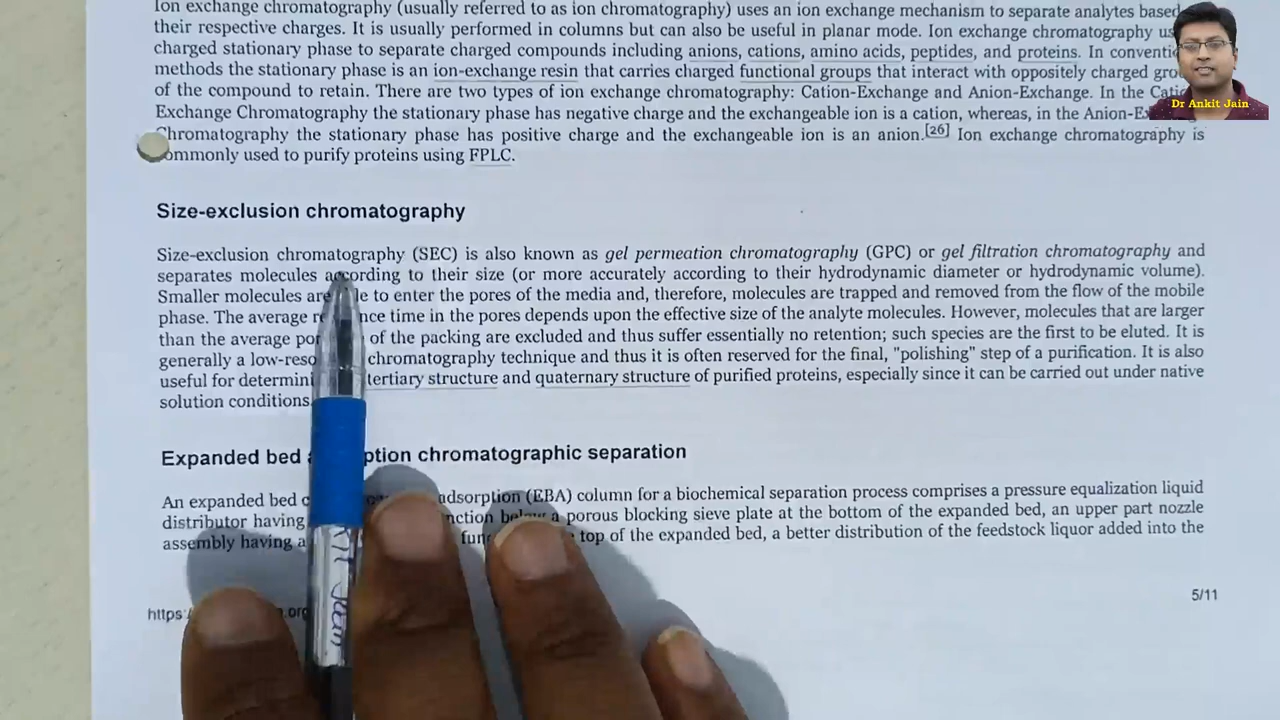 Ion exchange chromatography (usually referred to as ion chromatography) uses an ion exchange mechanism to separate analytes based
their respective charges. It is usually performed in columns but can also be useful in planar mode. Ion exchange chromatography
charged stationary phase to separate charged compounds including anions, cations, amino acids, peptides, and proteins. In
methods the stationary phase is an ion-exchange resin that carries charged functional groups that interact with oppositely charged
of the compound to retain. There are two types of ion exchange chromatography: Cation-Exchange and Anion-Exchange. In the
Dr Ankit Jain
Exchange Chromatography the stationary phase has negative charge and the exchangeable ion is a cation, whereas, in the
Chromatography the stationary phase has positive charge and the exchangeable ion is an anion.[26] Ion exchange chromatography is
commonly used to purify proteins using FPLC.
Size-exclusion chromatography
Size-exclusion chromatography (SEC) is also known as gel permeation chromatography (GPC) or gel filtration chromatography and
separates molecules according to their size (or more accurately according to their hydrodynamic diameter or hydrodynamic volume).
Smaller molecules are to enter the pores of the media and, therefore, molecules are trapped and removed from the flow of the mobile
phase. The average time in the pores depends upon the effective size of the analyte molecules. However, molecules that are larger
than the average of the packing are excluded and thus suffer essentially no retention; such species are the first to be eluted. It is
generally a chromatography technique and thus it is often reserved for the final, "polishing" step of a purification. It is also
useful for tertiary structure and quaternary structure of purified proteins, especially since it can be carried out under native
solution conditions
Expanded bed chromatographic separation
An expanded bed adsorption (EBA) column for a biochemical separation process comprises a pressure equalization liquid
distributor having below a porous blocking sieve plate at the bottom of the expanded bed, an upper part nozzle
assembly having a top of the expanded bed, a better distribution of the feedstock liquor added into the
5/11
https: